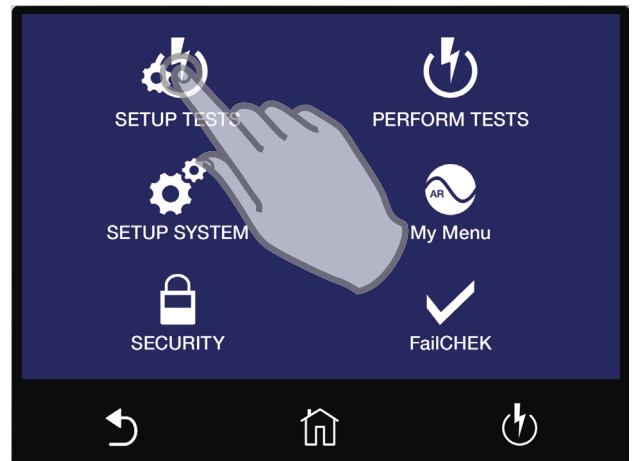 SETUP TESTS
PERFORM TESTS
SETUP SYSTEM
AR
My Menu
SECURITY
FailCHEK